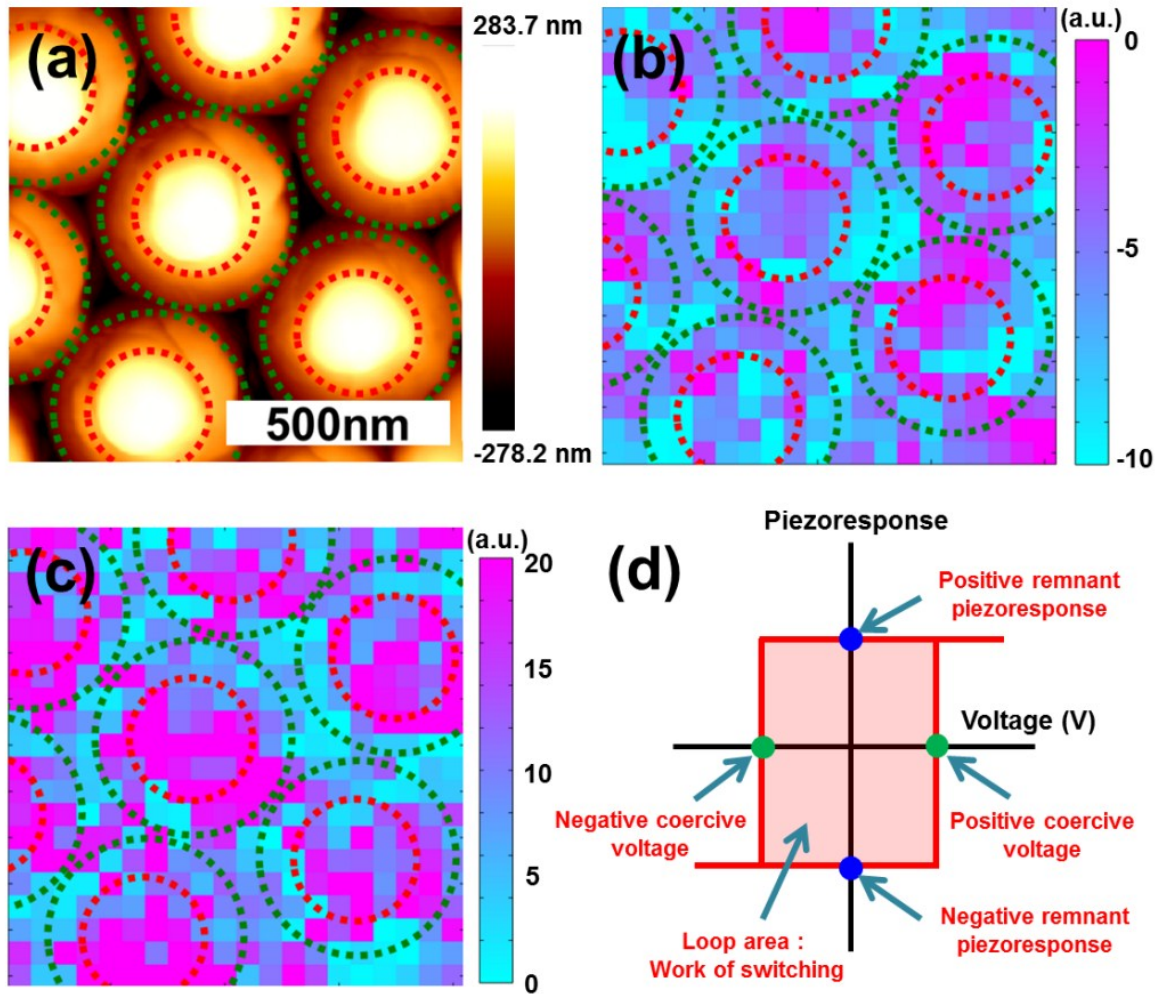 (a)
283.7 nm
500nm
-278.2 nm
(b)
(a.u.)
0
-5
-10
(c)
(a.u.)
20
15
10
5
0
(d)
Piezoresponse
Positive remnant
piezoresponse
Voltage (V)
Negative coercive
voltage
Positive coercive
voltage
Loop area :
Work of switching
Negative remnant
piezoresponse